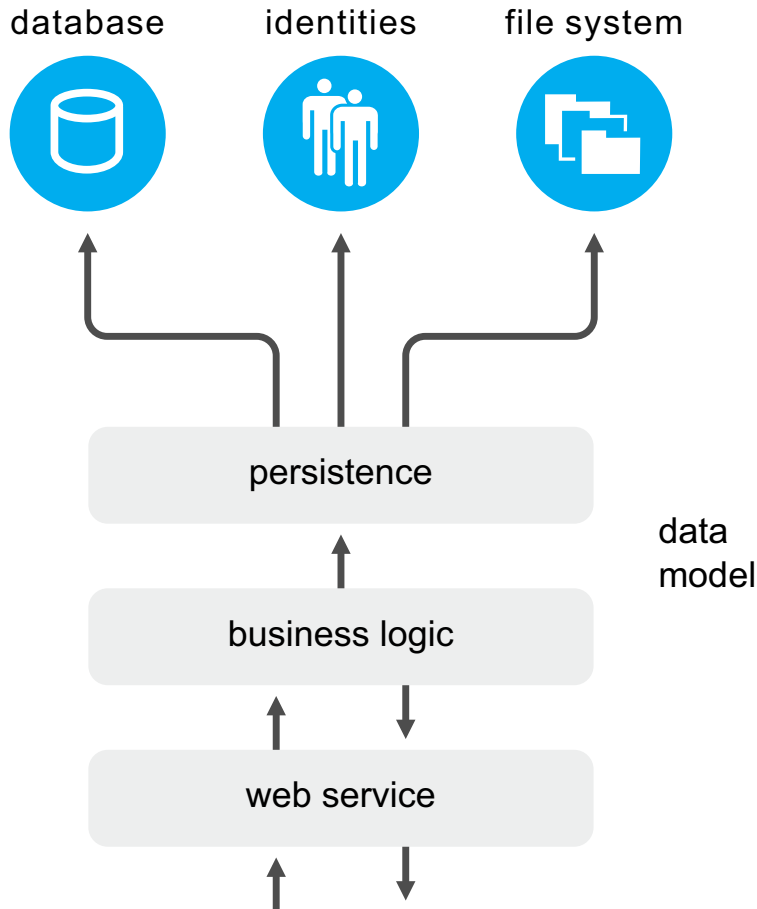 database
identities
file system
persistence
data
model
business logic
web service